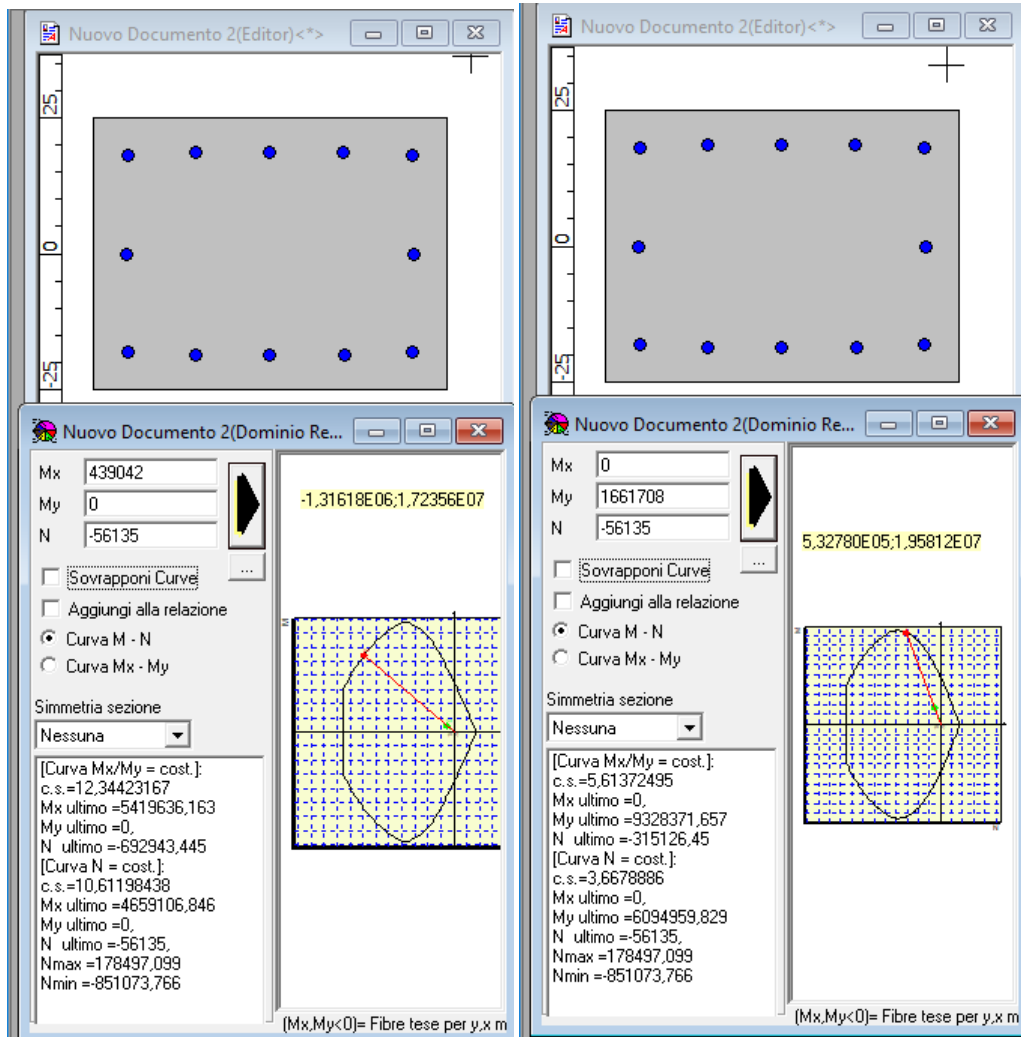 Nuovo Documento 2(Editor)<*>
25
0
-25
Nuovo Documento 2(Dominio Re...
Mx 439042
My 0
N -56135
...
Sovrapponi Curve
Aggiungi alla relazione
Curva M - N
Curva Mx - My
Simmetria sezione
Nessuna
[Curva Mx/My = cost.]:
c.s.=12,34423167
Mx ultimo =5419636,163
My ultimo =0,
N ultimo =-692943,445
[Curva N = cost.]:
c.s.=10,61198438
Mx ultimo =4659106,846
My ultimo =0,
N ultimo =-56135,
Nmax =178497,099
Nmin =-851073,766
-1,31618E06;1,72356E07
M
(Mx,My<0)= Fibre tese per y,x m
Nuovo Documento 2(Editor)<*>
25
0
-25
Nuovo Documento 2(Dominio Re...
Mx 0
My 1661708
N -56135
...
Sovrapponi Curve
Aggiungi alla relazione
Curva M - N
Curva Mx - My
Simmetria sezione
Nessuna
[Curva Mx/My = cost.]:
c.s.=5,61372495
Mx ultimo =0,
My ultimo =9328371,657
N ultimo =-315126,45
[Curva N = cost.]:
c.s.=3,6678886
Mx ultimo =0,
My ultimo =6094959,829
N ultimo =-56135,
Nmax =178497,099
Nmin =-851073,766
5,32780E05;1,95812E07
N
(Mx,My<0)= Fibre tese per y,x m